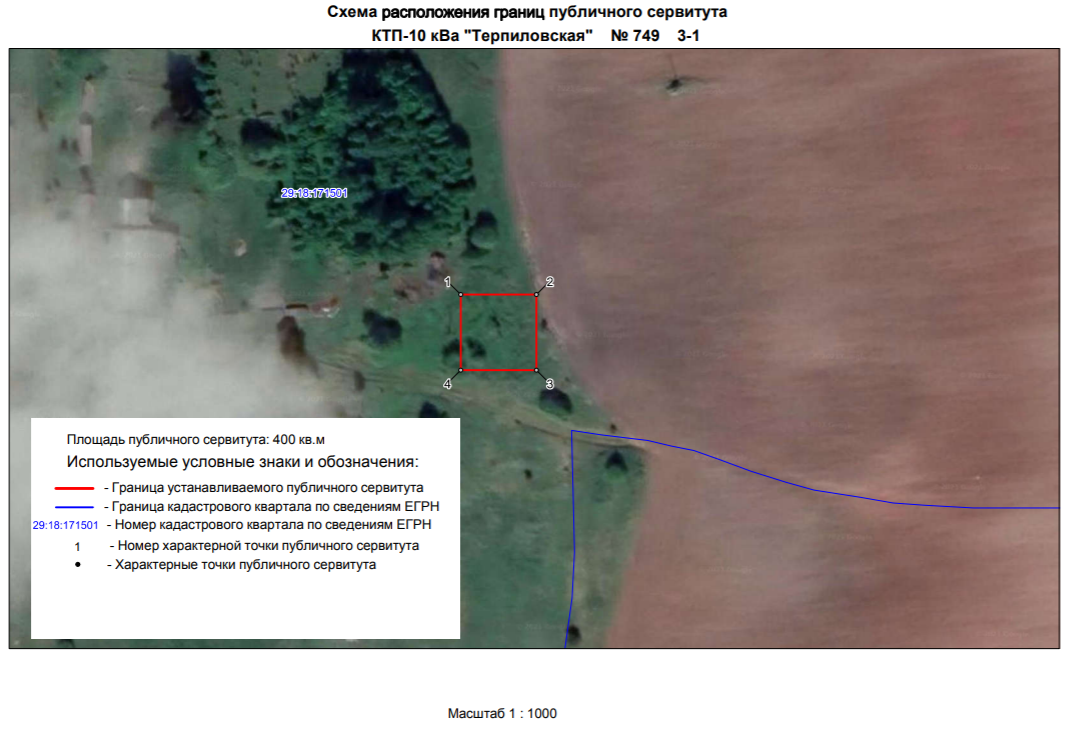 Схема расположения границ публичного сервитута
КТП-10 кВа "Терпиловская" № 749 3-1
29:18:171501
1
2
4
3
Площадь публичного сервитута: 400 кв.м
Используемые условные знаки и обозначения:
- Граница устанавливаемого публичного сервитута
- Граница кадастрового квартала по сведениям ЕГРН
29:18:171501 - Номер кадастрового квартала по сведениям ЕГРН
1 - Номер характерной точки публичного сервитута
- Характерные точки публичного сервитута
Масштаб 1 : 1000